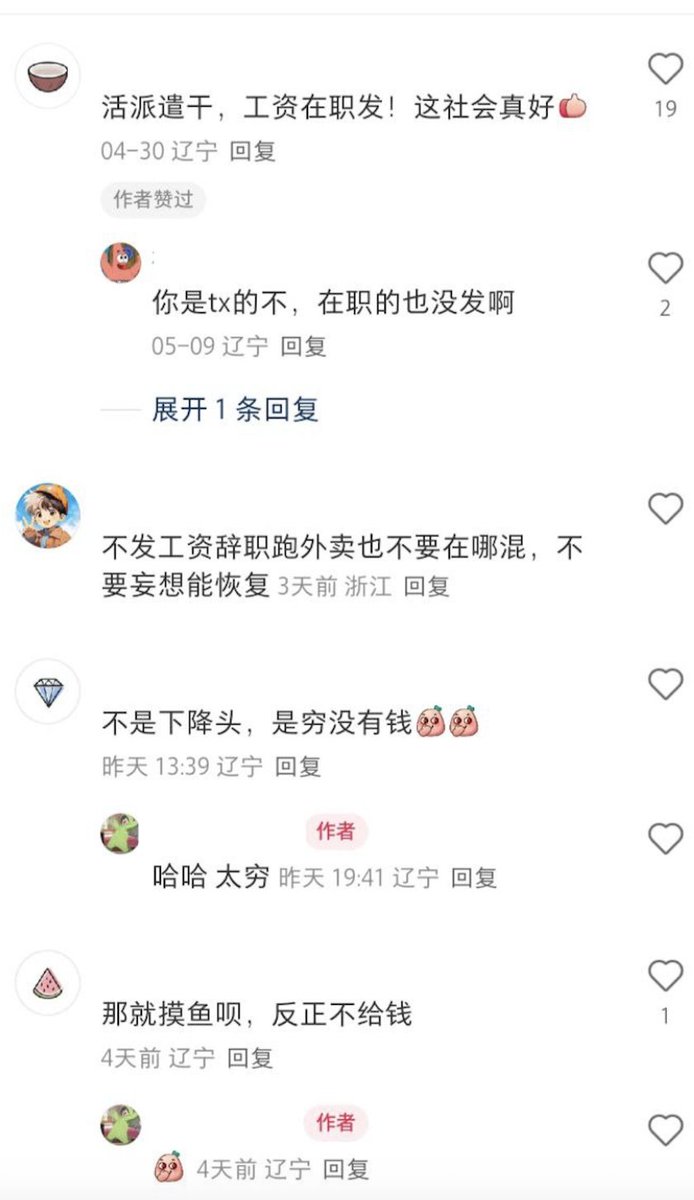 活派遣干，工资在职发！这社会真好
19
04-30 辽宁 回复
作者赞过
你是tx的不，在职的也没发啊
2
05-09 辽宁 回复
展开 1 条回复
不发工资辞职跑外卖也不要在哪混，不
要妄想能恢复 3天前 浙江 回复
不是下降头，是穷没有钱
昨天 13:39 辽宁 回复
作者
哈哈 太穷 昨天 19:41 辽宁 回复
那就摸鱼呗，反正不给钱
1
4天前 辽宁 回复
作者
4天前 辽宁 回复